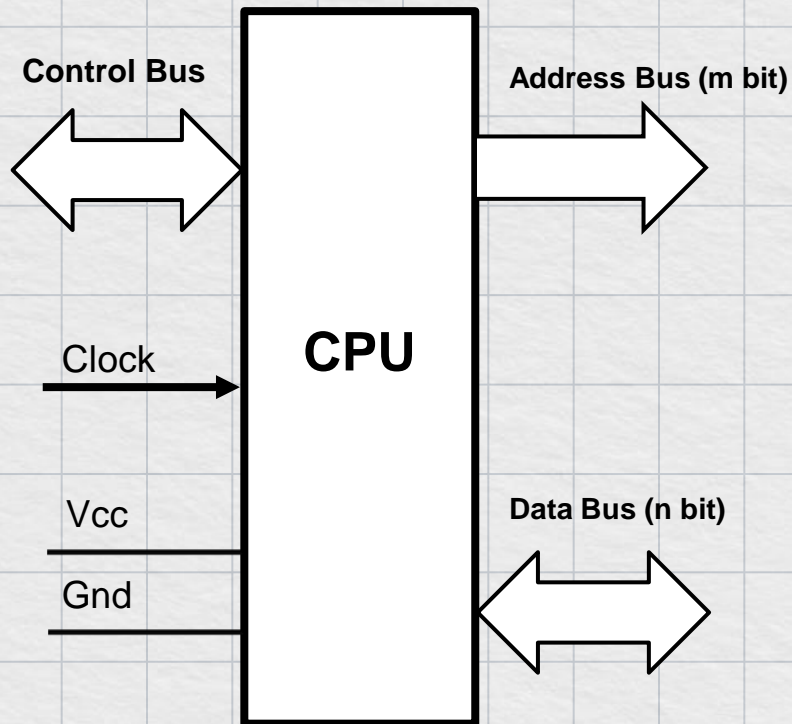 Control Bus
Address Bus (m bit)
CPU
Clock
Vcc
Data Bus (n bit)
Gnd